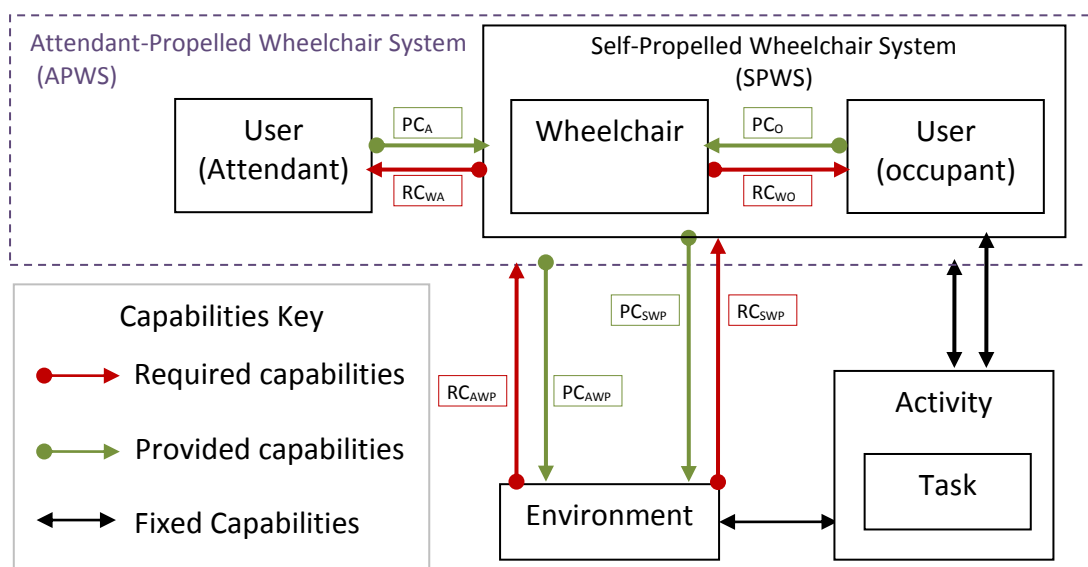 Attendant-Propelled Wheelchair System
(APWS)
Self-Propelled Wheelchair System
(SPWS)
User
(Attendant)
PCA
RCWA
Wheelchair
PCO
RCWO
User
(occupant)
Capabilities Key
Required capabilities
Provided capabilities
Fixed Capabilities
RCAWP
PCAWP
PCSWP
RCSWP
Environment
Activity
Task